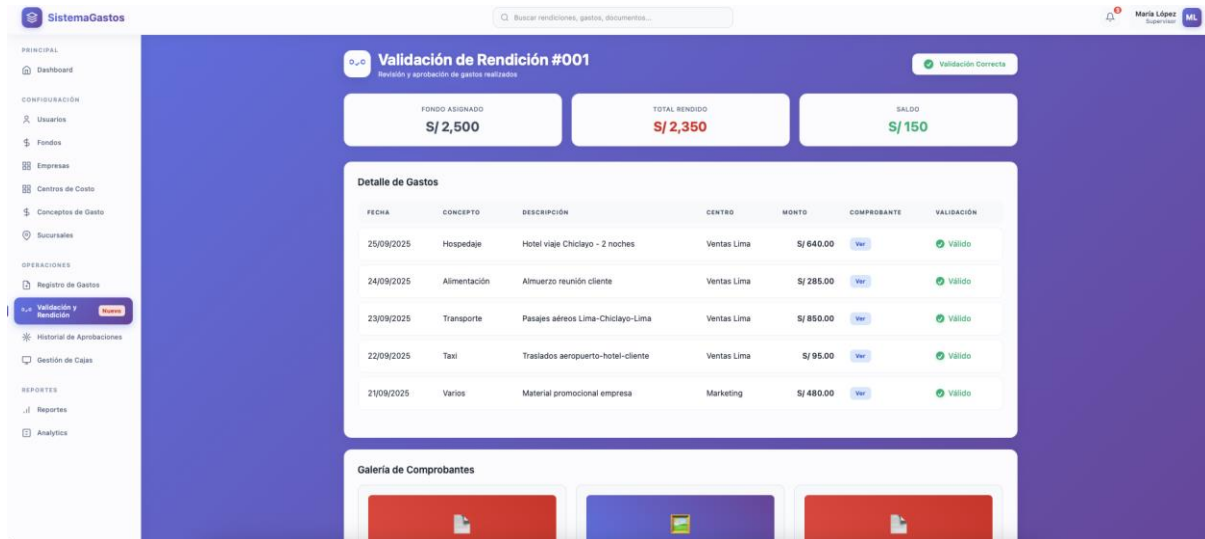 SistemaGastos
Buscar rendiciones, gastos, documentos...
María López
Supervisor
ML
PRINCIPAL
Dashboard
CONFIGURACIÓN
Usuarios
Fondos
Empresas
Centros de Costo
Conceptos de Gasto
Sucursales
OPERACIONES
Registro de Gastos
Validación y Rendición
Nuevo
Historial de Aprobaciones
Gestión de Cajas
REPORTES
Reportes
Analytics
Validación de Rendición #001
Revisión y aprobación de gastos realizados
Validación Correcta
FONDO ASIGNADO
S/ 2,500
TOTAL RENDIDO
S/ 2,350
SALDO
S/ 150
Detalle de Gastos
FECHA CONCEPTO DESCRIPCIÓN CENTRO MONTO COMPROBANTE VALIDACIÓN
25/09/2025 Hospedaje Hotel viaje Chiclayo - 2 noches Ventas Lima S/ 640.00 Ver Válido
24/09/2025 Alimentación Almuerzo reunión cliente Ventas Lima S/ 285.00 Ver Válido
23/09/2025 Transporte Pasajes aéreos Lima-Chiclayo-Lima Ventas Lima S/ 850.00 Ver Válido
22/09/2025 Taxi Traslados aeropuerto-hotel-cliente Ventas Lima S/ 95.00 Ver Válido
21/09/2025 Varios Material promocional empresa Marketing S/ 480.00 Ver Válido
Galería de Comprobantes